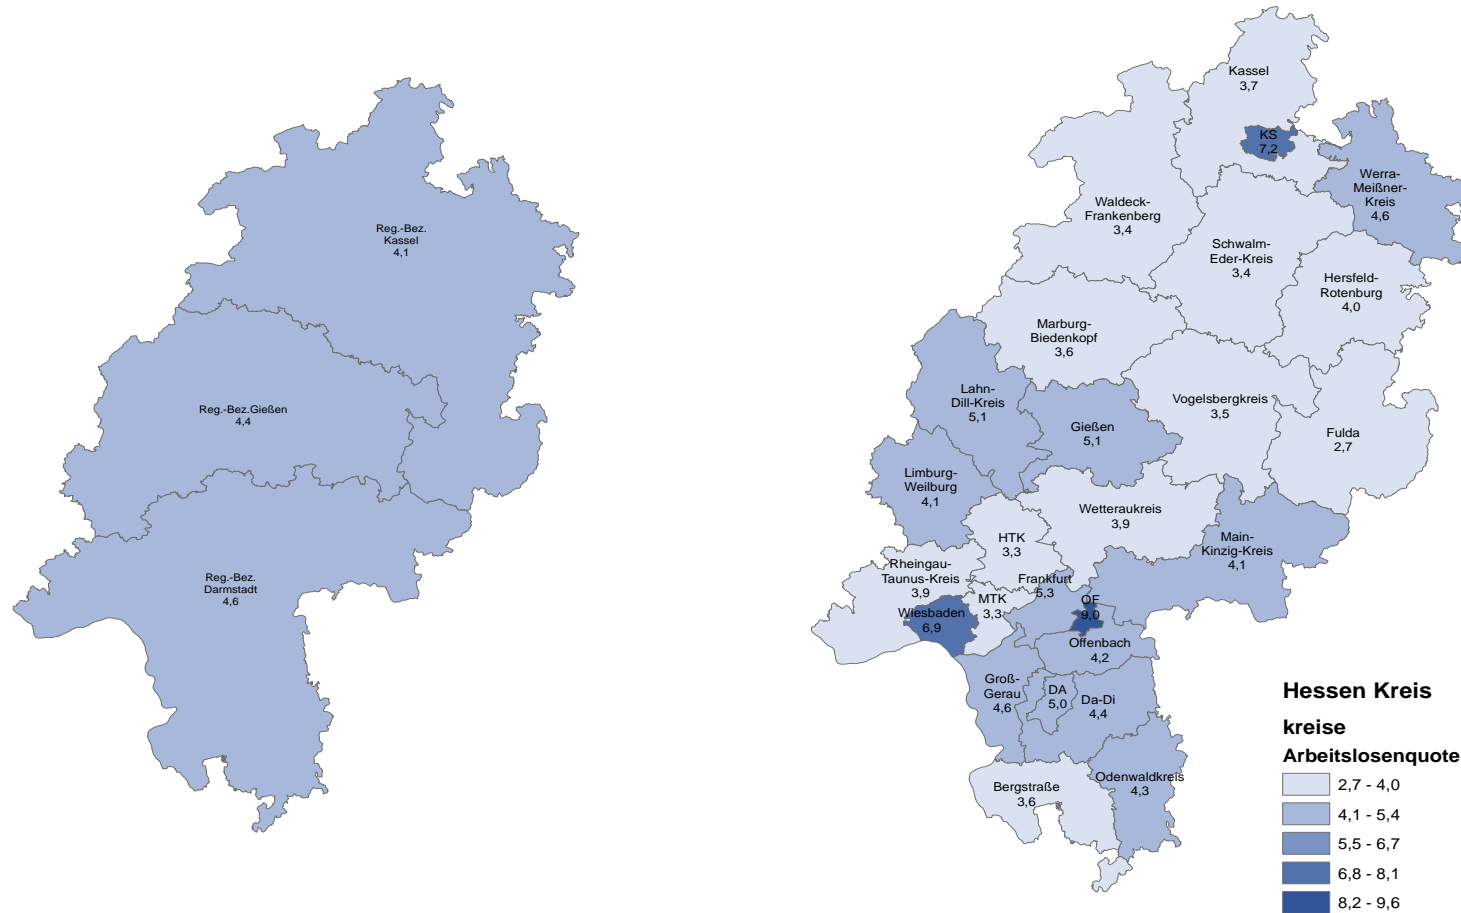 Reg.-Bez.
Kassel
4,1
Reg.-Bez.Gießen
4,4
Reg.-Bez.
Darmstadt
4,6
Kassel
3,7
KS
7,2
Werra-
Meißner-
Kreis
4,6
Waldeck-
Frankenberg
3,4
Schwalm-
Eder-Kreis
3,4
Hersfeld-
Rotenburg
4,0
Marburg-
Biedenkopf
3,6
Lahn-
Dill-Kreis
5,1
Gießen
5,1
Vogelsbergkreis
3,5
Fulda
2,7
Limburg-
Weilburg
4,1
Wetteraukreis
3,9
Main-
Kinzig-Kreis
4,1
HTK
3,3
Rheingau-
Taunus-Kreis
3,9
Frankfurt
5,3
MTK
3,3
OF
9,0
Wiesbaden
6,9
Offenbach
4,2
Groß-
Gerau
4,6
DA
5,0
Da-Di
4,4
Bergstraße
3,6
Odenwaldkreis
4,3
Hessen Kreis
kreise
Arbeitslosenquote
2,7 - 4,0
4,1 - 5,4
5,5 - 6,7
6,8 - 8,1
8,2 - 9,6